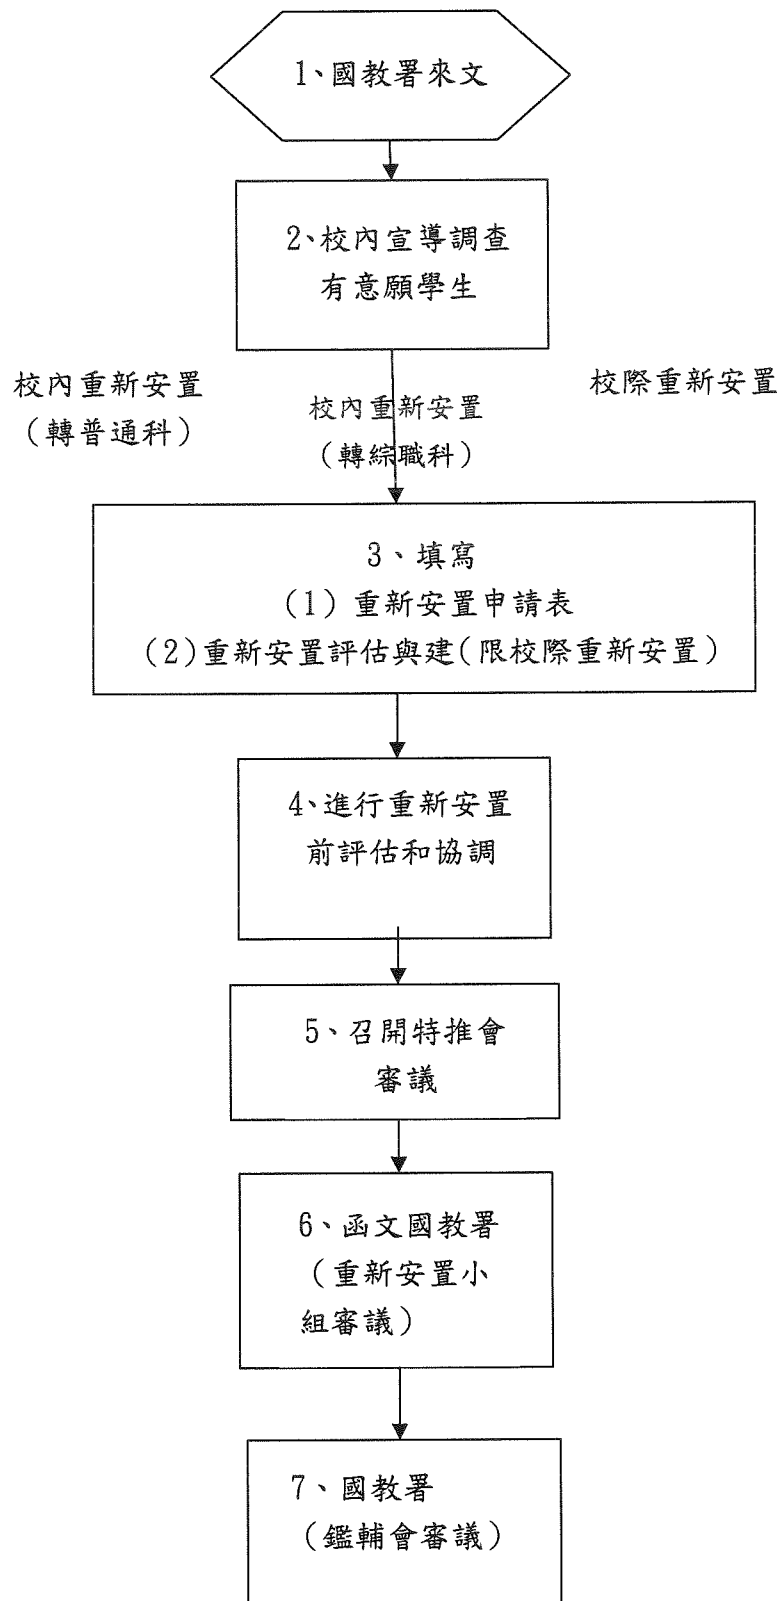 1、國教署來文
2、校內宣導調查
有意願學生
校內重新安置
（轉普通科）
校內重新安置
（轉綜職科）
校際重新安置
3、填寫
(1) 重新安置申請表
(2)重新安置評估與建(限校際重新安置)
4、進行重新安置
前評估和協調
5、召開特推會
審議
6、函文國教署
（重新安置小
組審議）
7、國教署
（鑑輔會審議）